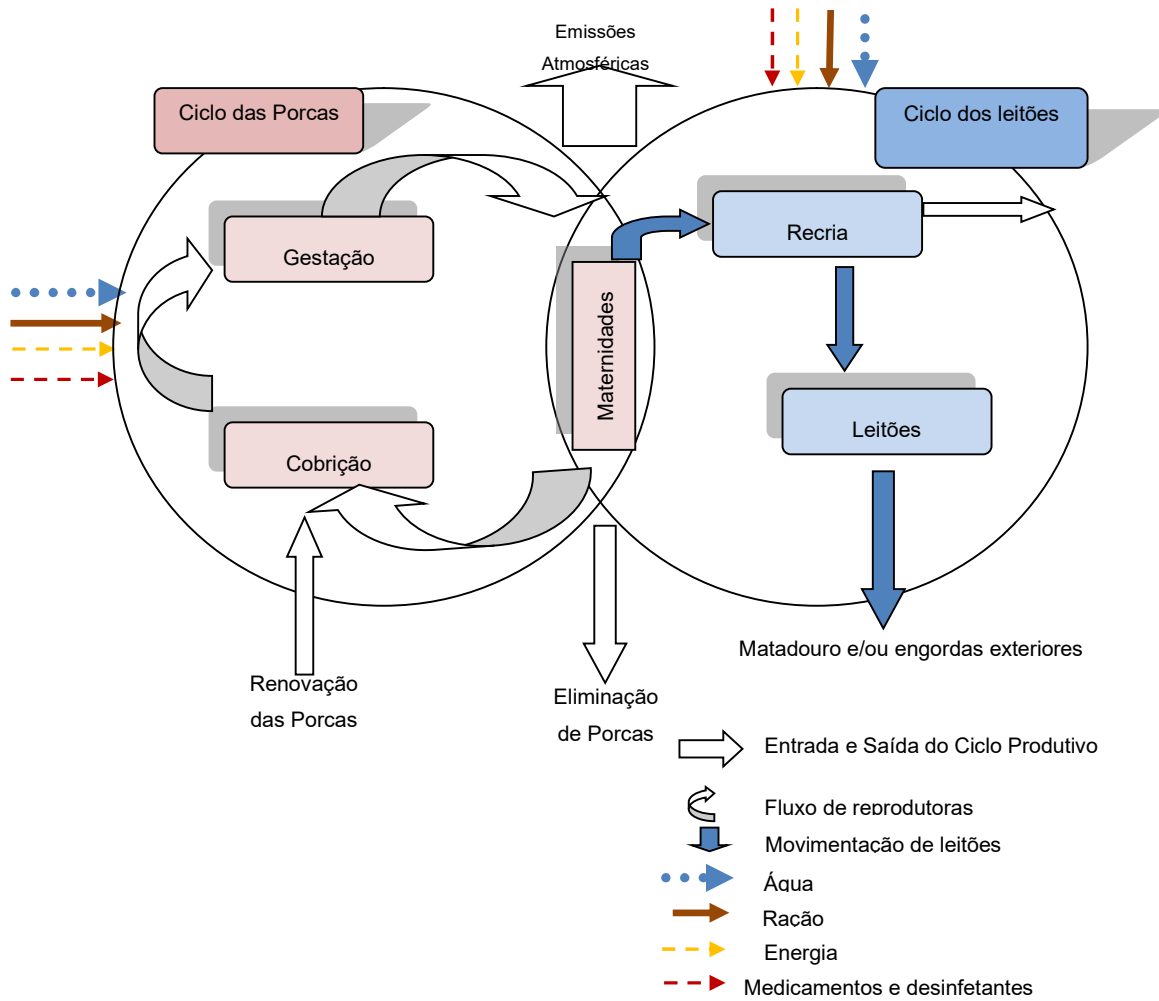 Emissões
Atmosféricas
Ciclo das Porcas
Ciclo dos leitões
Gestação
Recria
Maternidades
Cobrição
Leitões
Matadouro e/ou engordas exteriores
Renovação
das Porcas
Eliminação
de Porcas
Entrada e Saída do Ciclo Produtivo
Fluxo de reprodutoras
Movimentação de leitões
Água
Ração
Energia
Medicamentos e desinfetantes